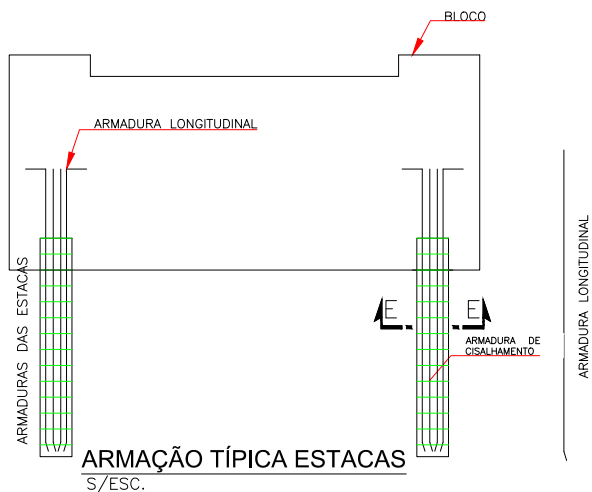 BLOCO
ARMADURA LONGITUDINAL
ARMADURAS DAS ESTACAS
E
E
ARMADURA DE
CISALHAMENTO
ARMADURA LONGITUDINAL
ARMAÇÃO TÍPICA ESTACAS
S/ESC.